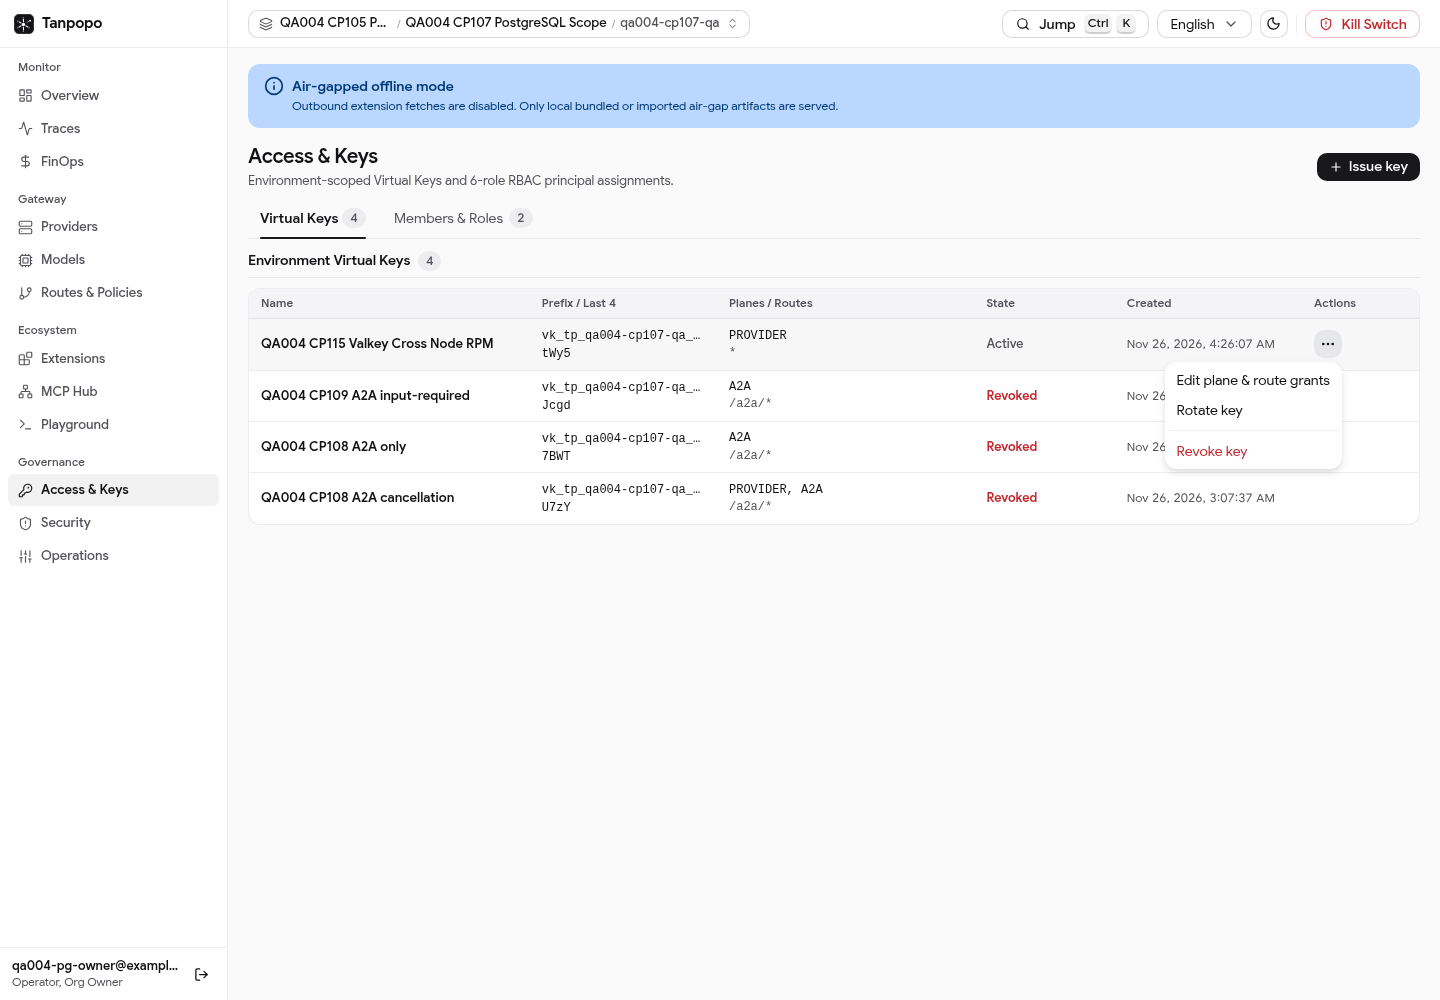 Tanpopo
QA004 CP105 P... / QA004 CP107 PostgreSQL Scope / qa004-cp107-qa
Jump Ctrl K
English
Kill Switch
Monitor
Overview
Traces
FinOps
Gateway
Providers
Models
Routes & Policies
Ecosystem
Extensions
MCP Hub
Playground
Governance
Access & Keys
Security
Operations
qa004-pg-owner@exampl...
Operator, Org Owner
Air-gapped offline mode
Outbound extension fetches are disabled. Only local bundled or imported air-gap artifacts are served.
Access & Keys
Environment-scoped Virtual Keys and 6-role RBAC principal assignments.
+ Issue key
Virtual Keys 4
Members & Roles 2
Environment Virtual Keys 4
Name Prefix / Last 4 Planes / Routes State Created Actions
QA004 CP115 Valkey Cross Node RPM vk_tp_qa004-cp107-qa_… PROVIDER Active Nov 26, 2026, 4:26:07 AM
tWy5 *
QA004 CP109 A2A input-required vk_tp_qa004-cp107-qa_… A2A Revoked Nov 26
Jcgd /a2a/*
QA004 CP108 A2A only vk_tp_qa004-cp107-qa_… A2A Revoked Nov 26
7BWT /a2a/*
QA004 CP108 A2A cancellation vk_tp_qa004-cp107-qa_… PROVIDER, A2A Revoked Nov 26, 2026, 3:07:37 AM
U7zY /a2a/*
Edit plane & route grants
Rotate key
Revoke key